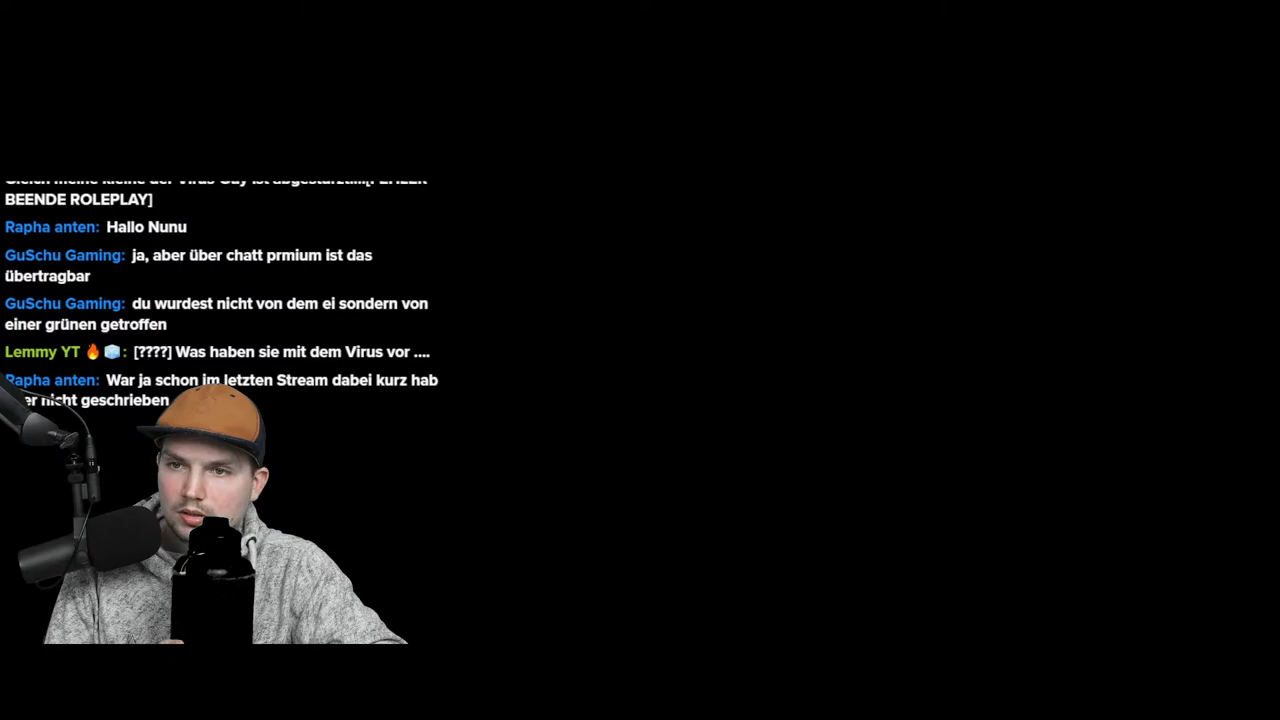 BEENDE ROLEPLAY]
Rapha anten: Hallo Nunu
GuSchu Gaming: ja, aber über chatt prmium ist das
übertragbar
GuSchu Gaming: du wurdest nicht von dem ei sondern von
einer grünen getroffen
Lemmy YT 🔥🧊: [????] Was haben sie mit dem Virus vor ....
Rapha anten: War ja schon im letzten Stream dabei kurz hab
nicht geschrieben